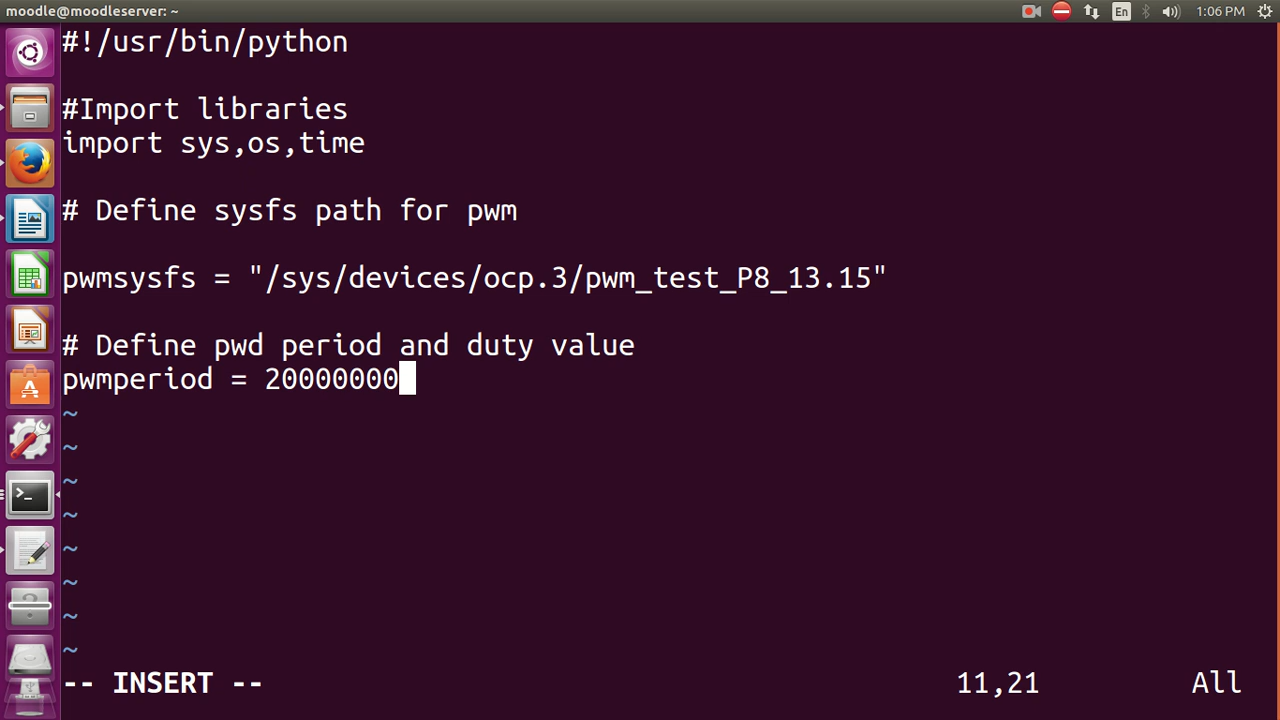 moodle@moodleserver: ~
En
1:06 PM
#!/usr/bin/python
#Import libraries
import sys,os,time
# Define sysfs path for pwm
pwmsysfs = "/sys/devices/ocp.3/pwm_test_P8_13.15"
# Define pwd period and duty value
pwmperiod = 20000000
~
~
~
~
~
~
~
~
-- INSERT -- 11,21 All